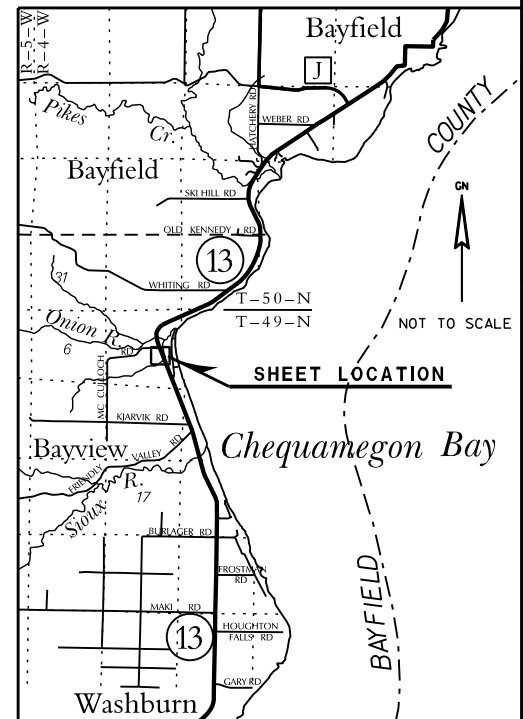 R-5-W
R-4-W
Bayfield
J
HATCHERY RD
WEBER RD
Pikes
Cr.
COUNTY
Bayfield
SKI HILL RD
GN
OLD KENNEDY RD
13
31
WHITING RD
T-50-N
T-49-N
NOT TO SCALE
Onion R.
6
RD
MC CULLOCH
SHEET LOCATION
KJARVIK RD
Bayview
FRIENDLY VALLEY RD
Chequamegon Bay
R.
17
Sioux
BURLAGER RD
BAYFIELD
FROSTMAN
RD
MAKI RD
HOUGHTON
FALLS RD
13
GARY RD
Washburn